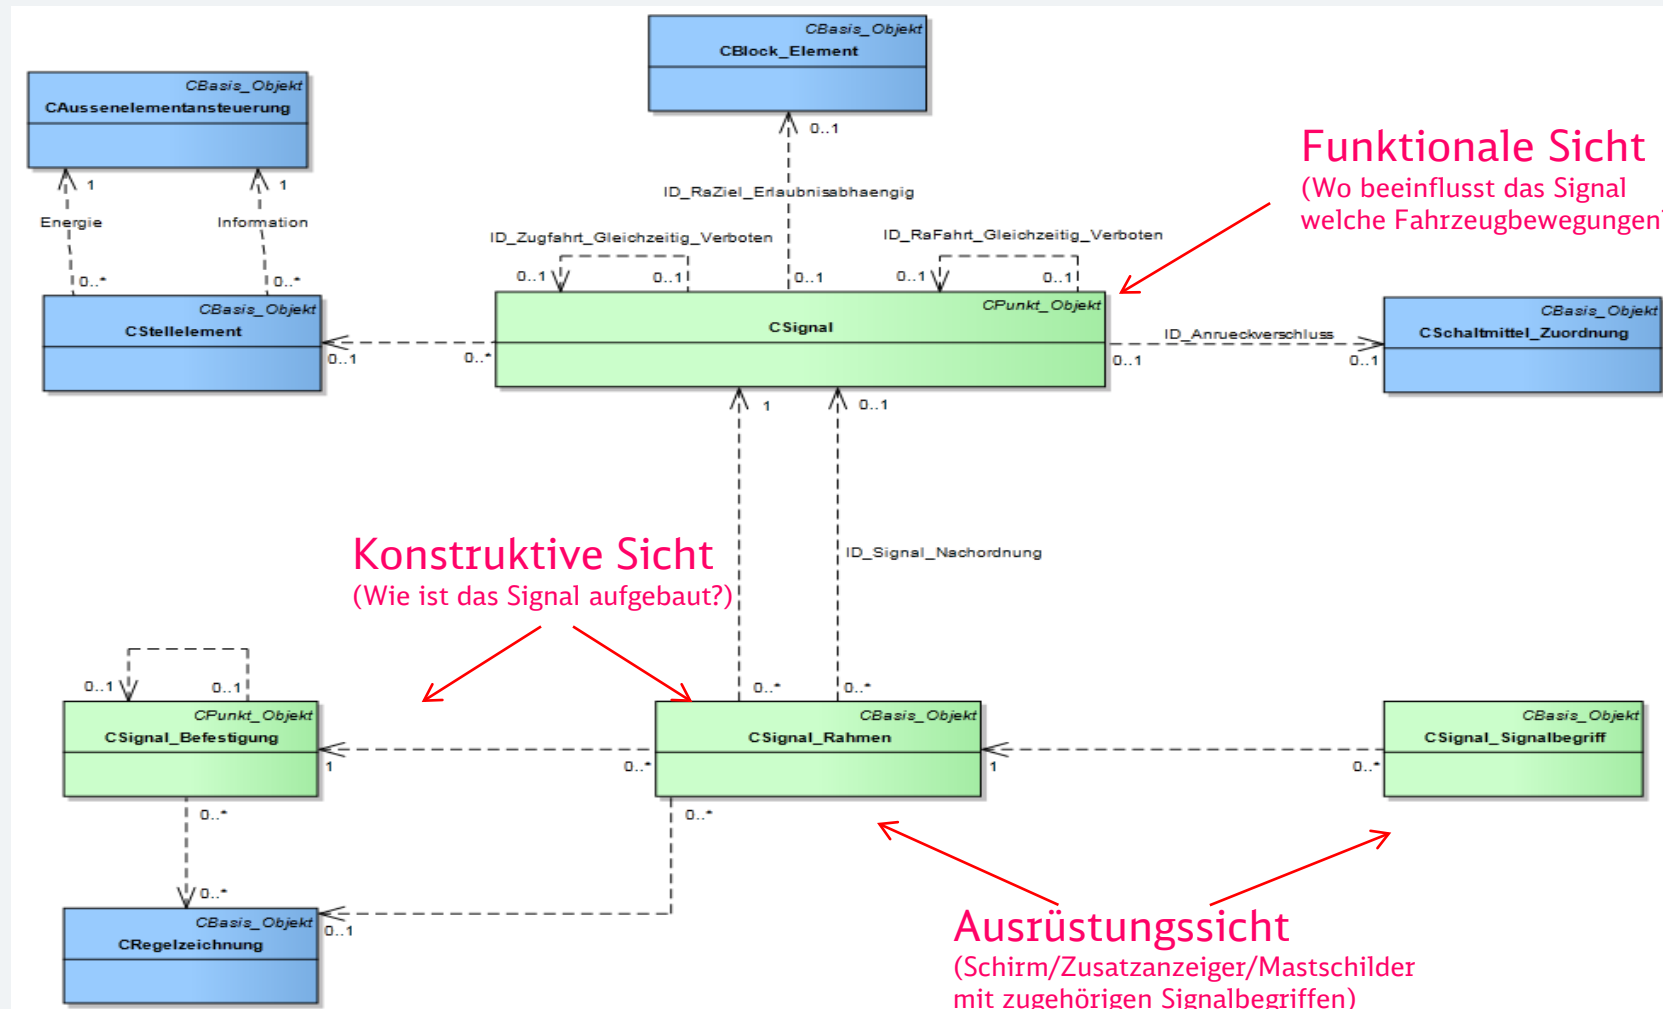 CBasis_Objekt
CBlock_Element
CBasis_Objekt
CAussenelementansteuerung
0..1
Funktionale Sicht
(Wo beeinflusst das Signal
welche Fahrzeugbewegungen?
1
1
ID_RaZiel_Erlaubnisabhaengig
Energie
Information
ID_Zugfahrt_Gleichzeitig_Verboten
ID_RaFahrt_Gleichzeitig_Verboten
0..*
0..*
0..1
0..1
0..1
0..1
0..1
CBasis_Objekt
CStellelement
CPunkt_Objekt
CSignal
CBasis_Objekt
CSchaltmittel_Zuordnung
ID_Anrueckverschluss
0..1
0..*
0..1
0..1
1
0..1
Konstruktive Sicht
(Wie ist das Signal aufgebaut?)
ID_Signal_Nachordnung
0..1
0..1
0..*
0..*
CPunkt_Objekt
CSignal_Befestigung
CBasis_Objekt
CSignal_Rahmen
CBasis_Objekt
CSignal_Signalbegriff
1
0..*
1
0..*
0..*
0..*
0..*
CBasis_Objekt
CRegelzeichnung
0..1
Ausrüstungssicht
(Schirm/Zusatzanzeiger/Mastschilder
mit zugehörigen Signalbegriffen)